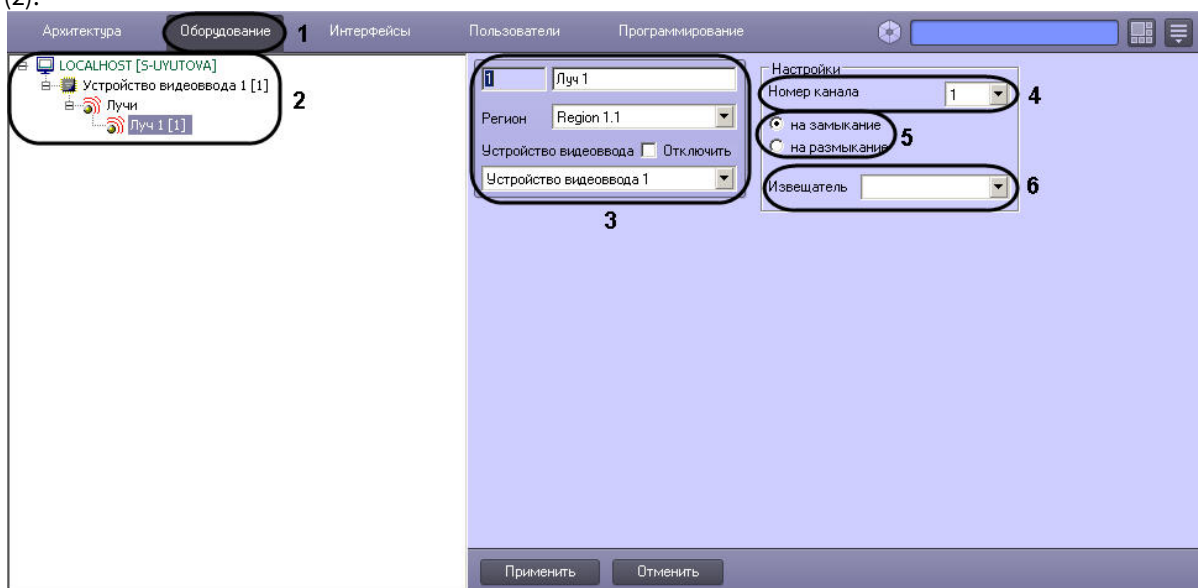 (2).
Архитектура Оборудование 1 Интерфейсы Пользователи Программирование
LOCALHOST [S-UYUTOVA]
Устройство видеоввода 1 [1]
Лучи
Луч 1 [1]
2
1 Луч 1
Регион Region 1.1
Устройство видеоввода Отключить
Устройство видеоввода 1
3
Настройки
Номер канала 1 4
на замыкание
на размыкание 5
Извещатель 6
Применить Отменить